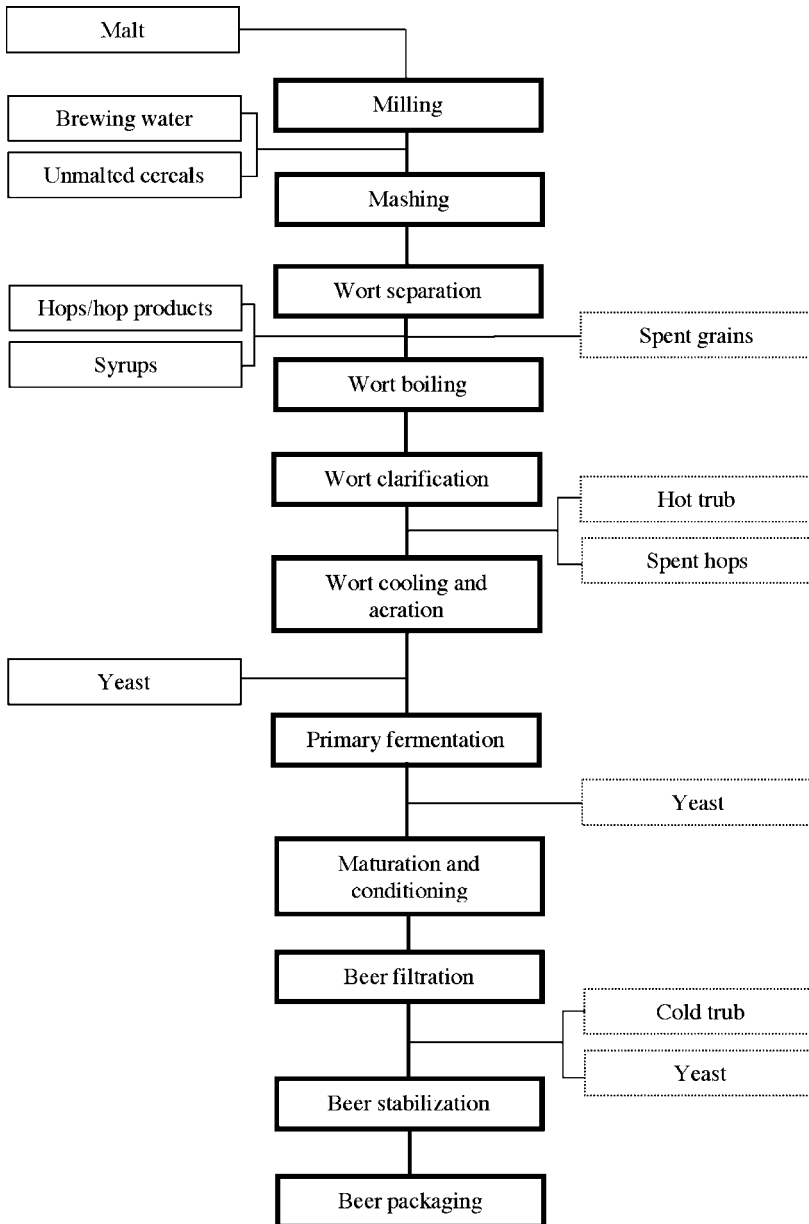 Malt
Milling
Brewing water
Unmalted cereals
Mashing
Wort separation
Hops/hop products
Syrups
Spent grains
Wort boiling
Wort clarification
Hot trub
Spent hops
Wort cooling and
aeration
Yeast
Primary fermentation
Yeast
Maturation and
conditioning
Beer filtration
Cold trub
Yeast
Beer stabilization
Beer packaging